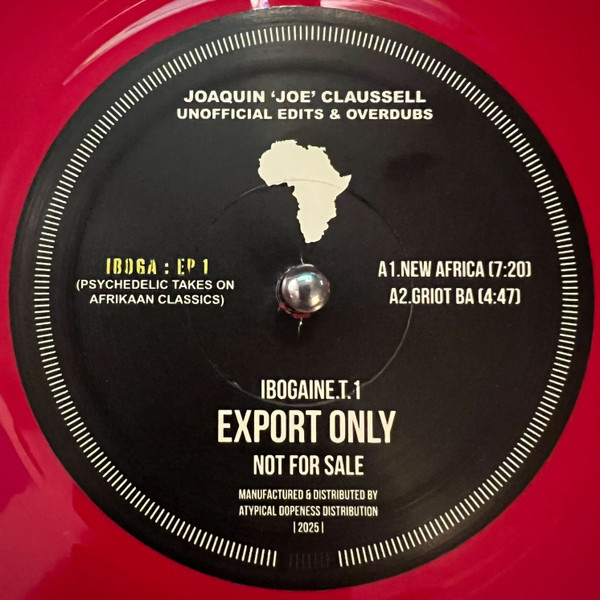 JOAQUIN ‘JOE’ CLAUSSELL
UNOFFICIAL EDITS & OVERDUBS
IBOGA : EP 1
(PSYCHEDELIC TAKES ON
AFRIKAAN CLASSICS)
A1.NEW AFRICA (7:20)
A2.GRIOT BA (4:47)
IBOGAINE.T.1
EXPORT ONLY
NOT FOR SALE
MANUFACTURED & DISTRIBUTED BY
ATYPICAL DOPENESS DISTRIBUTION
| 2025 |